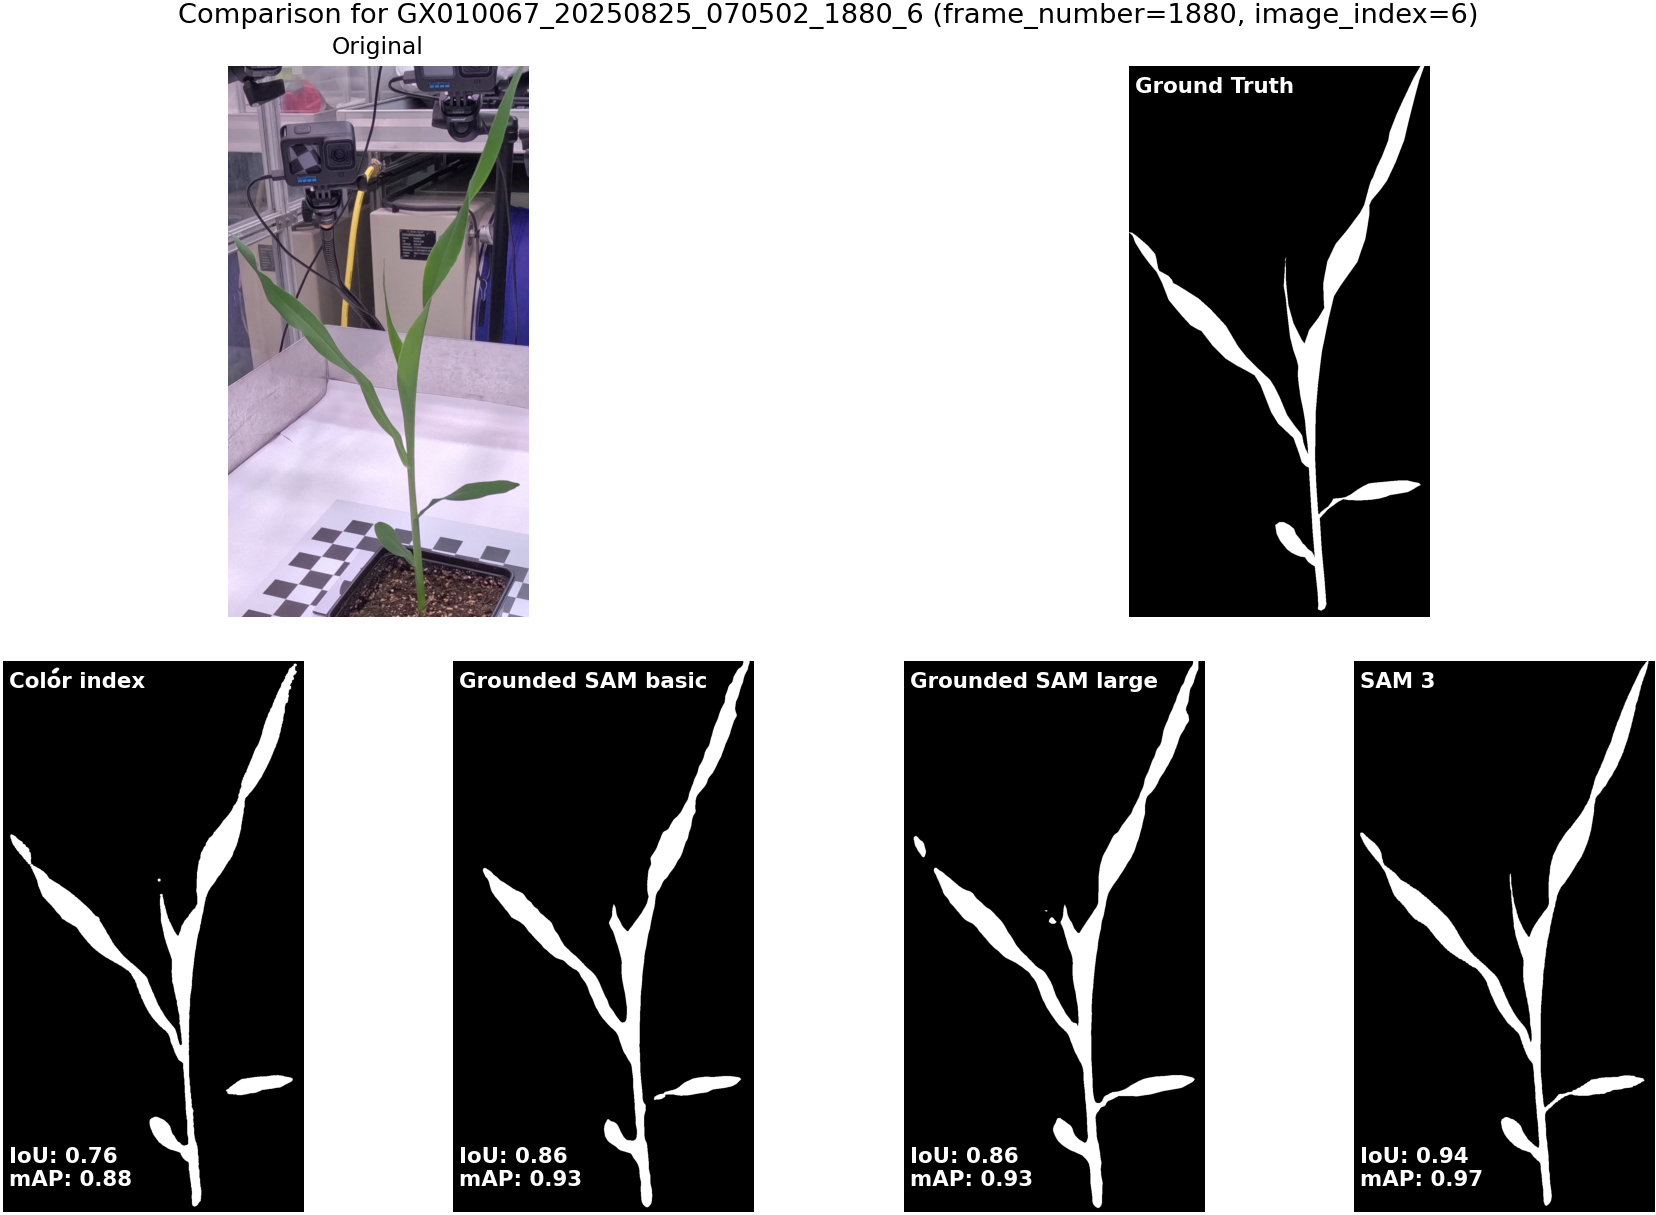 Comparison for GX010067_20250825_070502_1880_6 (frame_number=1880, image_index=6)
Original
Ground Truth
Color index
IoU: 0.76
mAP: 0.88
Grounded SAM basic
IoU: 0.86
mAP: 0.93
Grounded SAM large
IoU: 0.86
mAP: 0.93
SAM 3
IoU: 0.94
mAP: 0.97